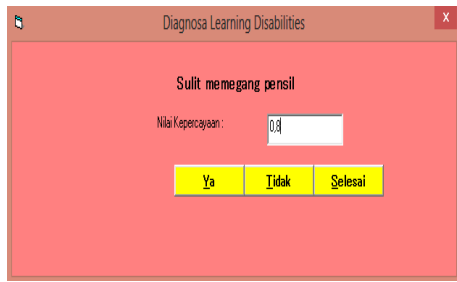 Diagnosa Learning Disabilities
x
Sulit memegang pensil
Nilai Kepercayaan : 0,8
Ya Tidak Selesai